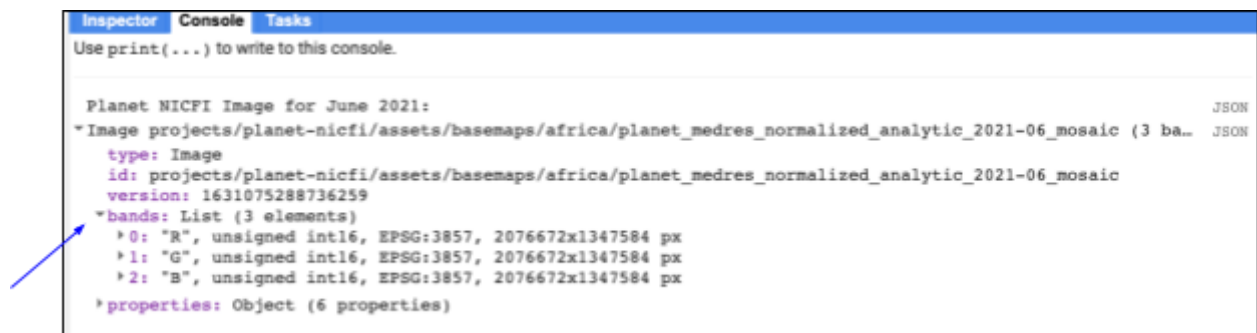 Inspector Console Tasks
Use print(...) to write to this console.
Planet NICFI Image for June 2021: JSON
Image projects/planet-nicfi/assets/basemaps/africa/planet_medres_normalized_analytic_2021-06_mosaic (3 ba… JSON
type: Image
id: projects/planet-nicfi/assets/basemaps/africa/planet_medres_normalized_analytic_2021-06_mosaic
version: 1631075288736259
bands: List (3 elements)
0: "R", unsigned int16, EPSG:3857, 2076672x1347584 px
1: "G", unsigned int16, EPSG:3857, 2076672x1347584 px
2: "B", unsigned int16, EPSG:3857, 2076672x1347584 px
properties: Object (6 properties)